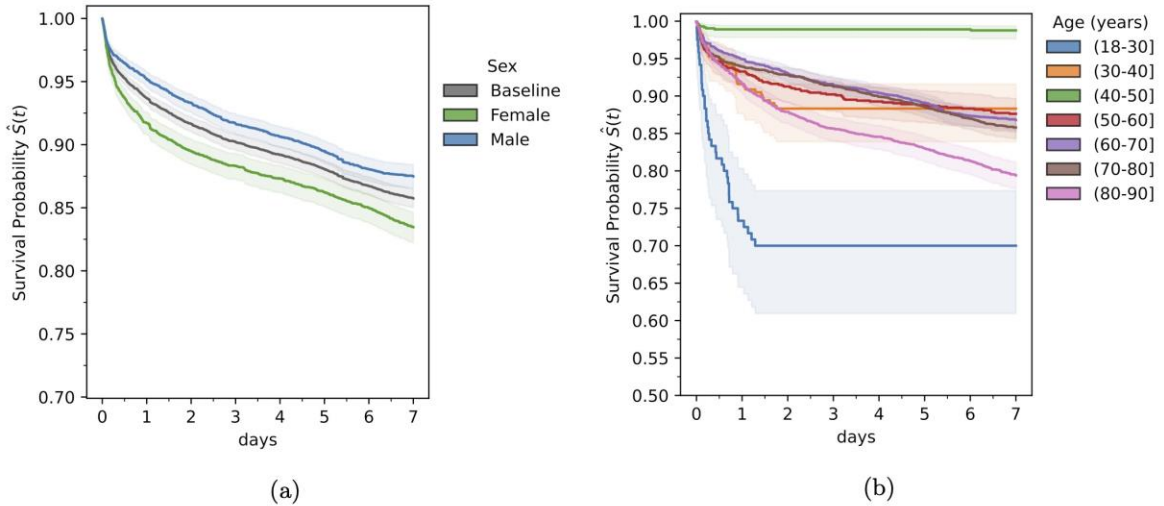 1.00
0.95
0.90
0.85
0.80
0.75
0.70
Survival Probability Ŝ(t)
0 1 2 3 4 5 6 7
days
Sex
Baseline
Female
Male
(a)
1.00
0.95
0.90
0.85
0.80
0.75
0.70
0.65
0.60
0.55
0.50
Survival Probability Ŝ(t)
0 1 2 3 4 5 6 7
days
Age (years)
(18-30]
(30-40]
(40-50]
(50-60]
(60-70]
(70-80]
(80-90]
(b)